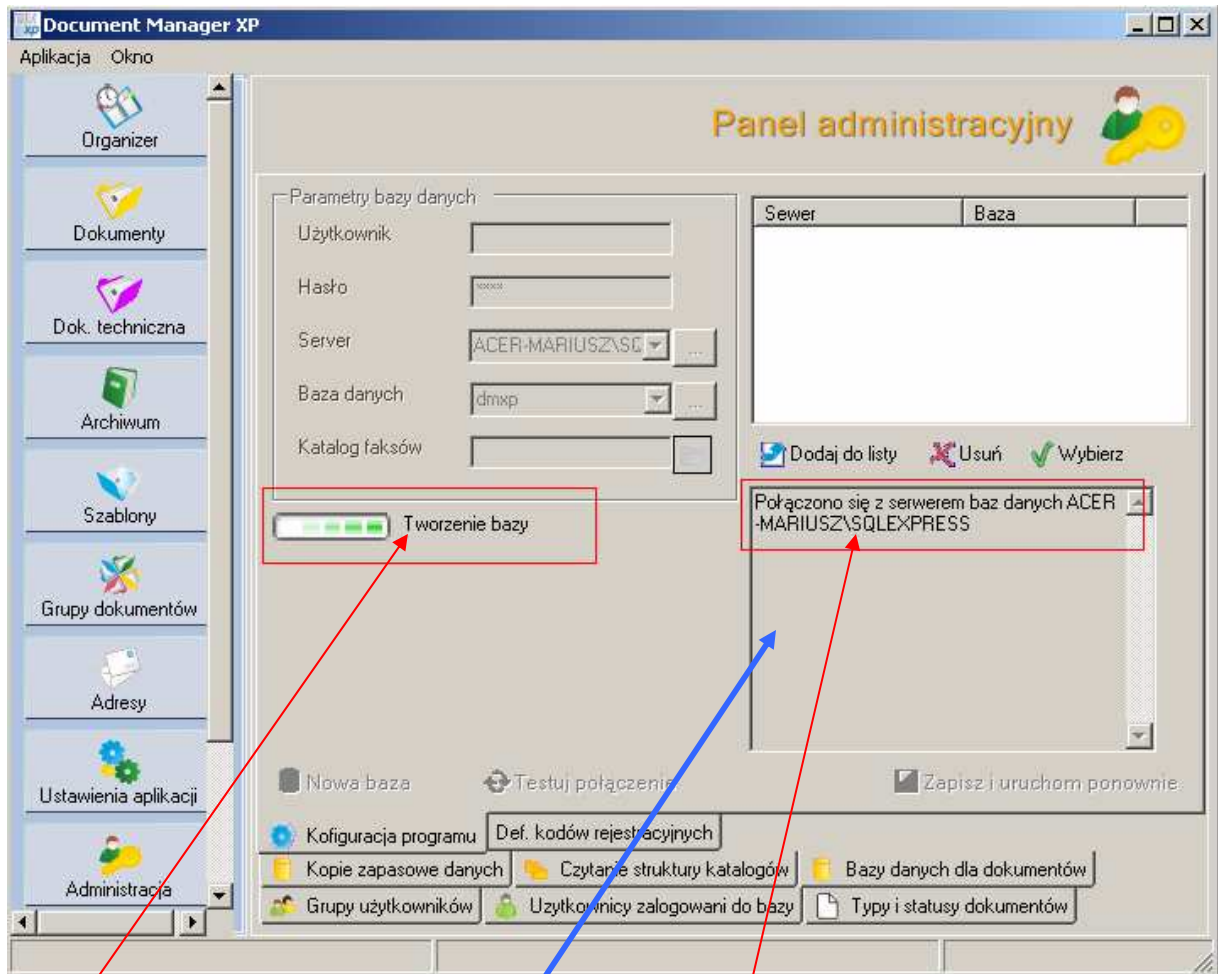 Document Manager XP
Aplikacja Okno
Organizer
Dokumenty
Dok. techniczna
Archiwum
Szablony
Grupy dokumentów
Adresy
Ustawienia aplikacji
Administracja
Panel administracyjny
Parametry bazy danych
Użytkownik
Hasło xxxx
Server ACER-MARIUSZ\SQ ...
Baza danych dmxp ...
Katalog faksów
Tworzenie bazy
Sewer Baza
Dodaj do listy Usuń Wybierz
Połączono się z serwerem baz danych ACER
-MARIUSZ\SQLEXPRESS
Nowa baza Testuj połączenie Zapisz i uruchom ponownie
Kofiguracja programu Def. kodów rejestracyjnych
Kopie zapasowe danych Czytanie struktury katalogów Bazy danych dla dokumentów
Grupy użytkowników Uzytkownicy zalogowani do bazy Typy i statusy dokumentów